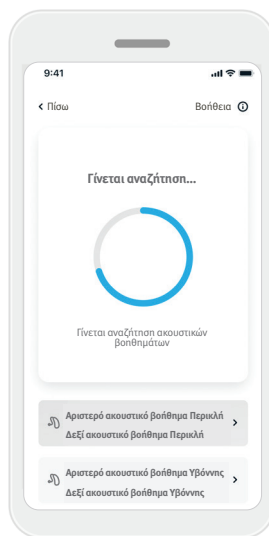 9:41
Πίσω
Βοήθεια
Γίνεται αναζήτηση...
Γίνεται αναζήτηση ακουστικών
βοηθημάτων
Αριστερό ακουστικό βοήθημα Περικλή
Δεξί ακουστικό βοήθημα Περικλή
Αριστερό ακουστικό βοήθημα Υβόννης
Δεξί ακουστικό βοήθημα Υβόννης